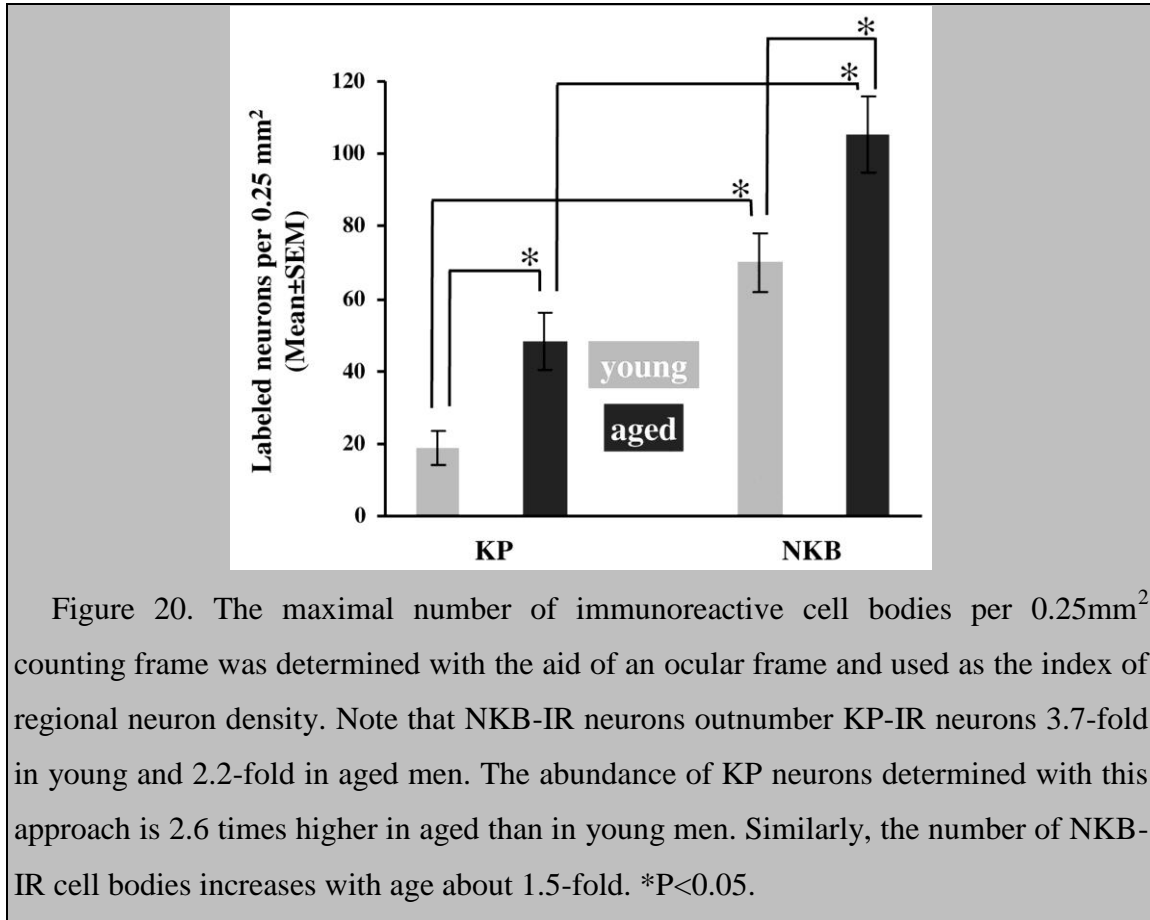 *
*
120
100
*
80
*
60
40
20
0
Labeled neurons per 0.25 mm²
(Mean±SEM)
young
aged
KP NKB
Figure 20. The maximal number of immunoreactive cell bodies per 0.25mm²
counting frame was determined with the aid of an ocular frame and used as the index of
regional neuron density. Note that NKB-IR neurons outnumber KP-IR neurons 3.7-fold
in young and 2.2-fold in aged men. The abundance of KP neurons determined with this
approach is 2.6 times higher in aged than in young men. Similarly, the number of NKB-
IR cell bodies increases with age about 1.5-fold. *P<0.05.